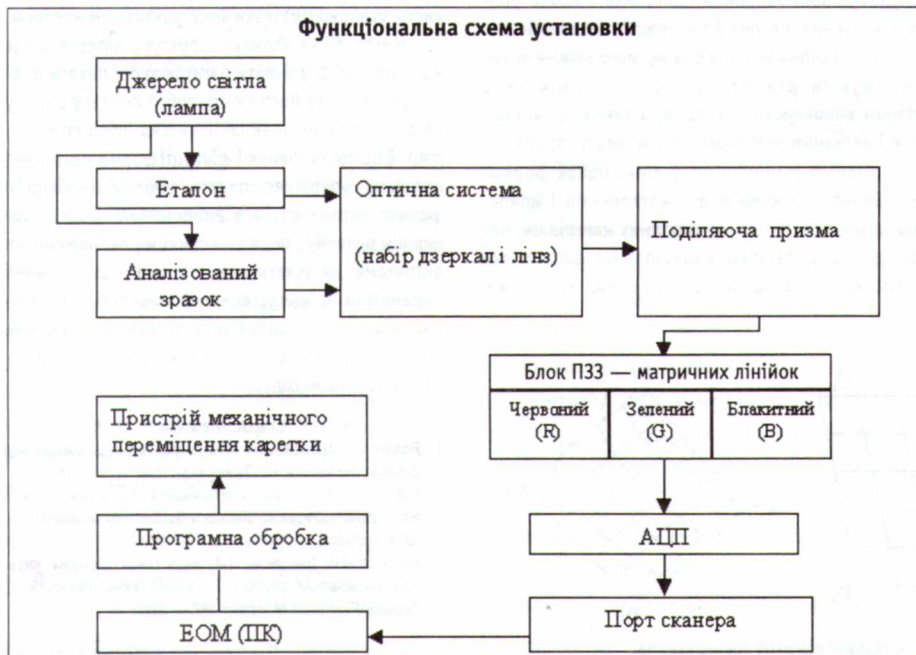 Функціональна схема установки
Джерело світла
(лампа)
Еталон
Аналізований
зразок
Оптична система
(набір дзеркал і лінз)
Поділяюча призма
Блок ПЗЗ — матричних лінійок
Червоний
(R)
Зелений
(G)
Блакитний
(B)
Пристрій механічного
переміщення каретки
Програмна обробка
ЕОМ (ПК)
АЦП
Порт сканера